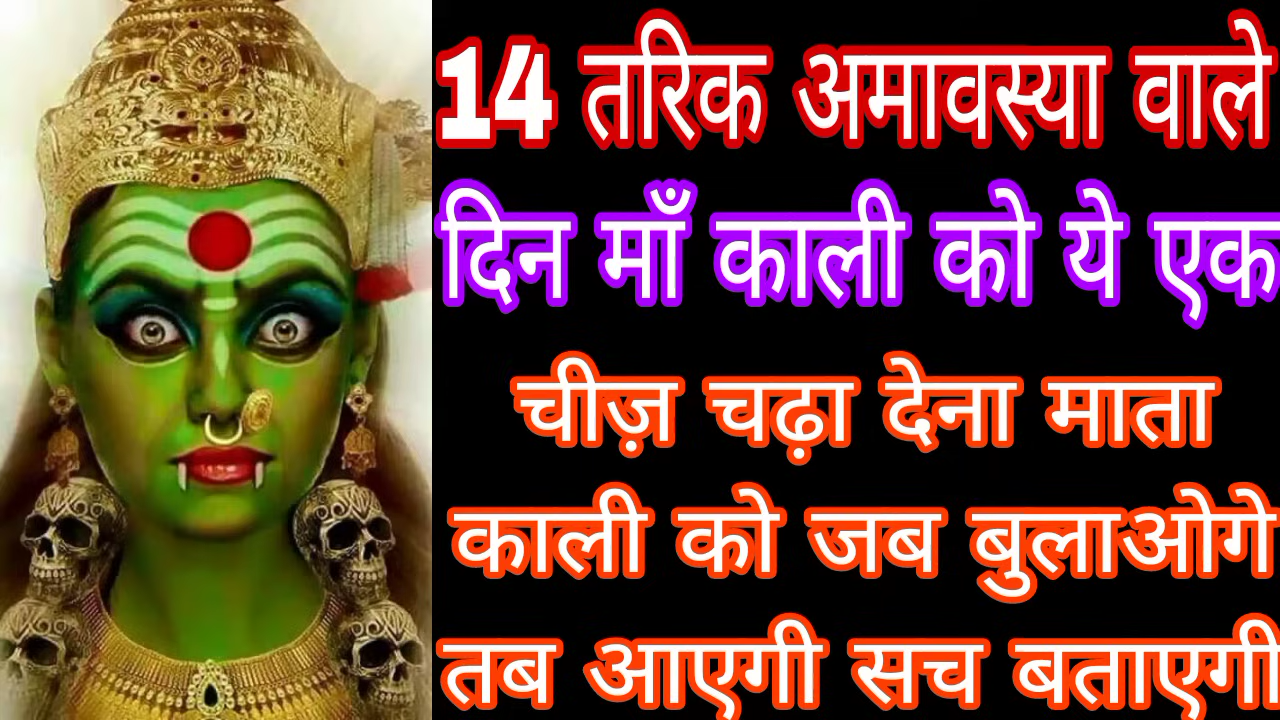 14 तरिक अमावस्या वाले
दिन माँ काली को ये एक
चीज़ चढ़ा देना माता
काली को जब बुलाओगे
तब आएगी सच बताएगी